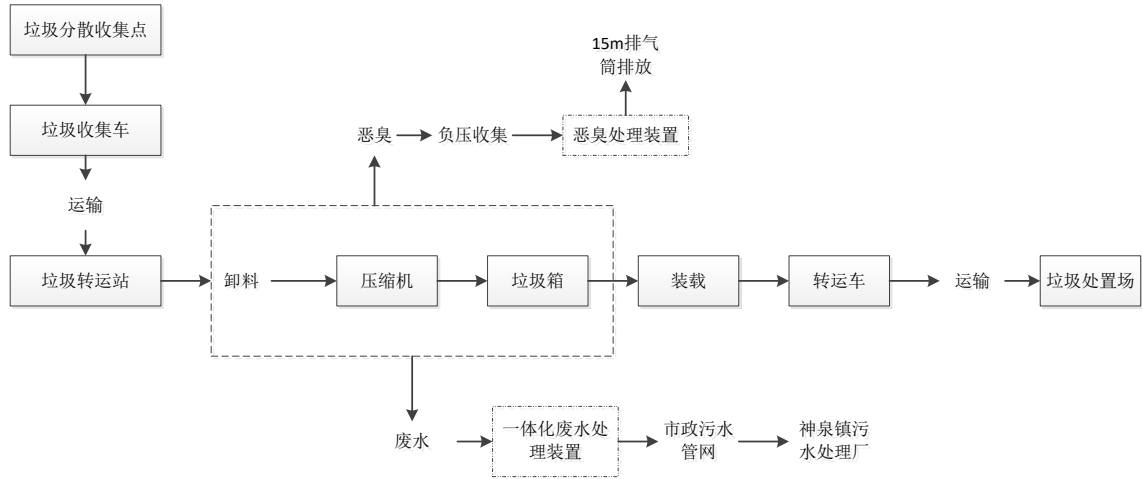 垃圾分散收集点
15m排气
筒排放
垃圾收集车
恶臭
负压收集
恶臭处理装置
运输
垃圾转运站
卸料
压缩机
垃圾箱
装载
转运车
运输
垃圾处置场
废水
一体化废水处
理装置
市政污水
管网
神泉镇污
水处理厂